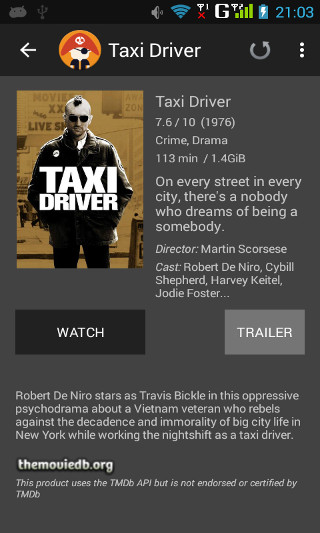 21:03
Taxi Driver
MOVIE
XXX
LIVE SHOW
TAXI
DRIVER
Taxi Driver
7.6 / 10 (1976)
Crime, Drama
113 min / 1.4GiB
On every street in every
city, there's a nobody
who dreams of being a
somebody.
Director: Martin Scorsese
Cast: Robert De Niro, Cybill
Shepherd, Harvey Keitel,
Jodie Foster...
WATCH
TRAILER
Robert De Niro stars as Travis Bickle in this oppressive
psychodrama about a Vietnam veteran who rebels
against the decadence and immorality of big city life in
New York while working the nightshift as a taxi driver.
themoviedb.org
This product uses the TMDb API but is not endorsed or certified by
TMDb